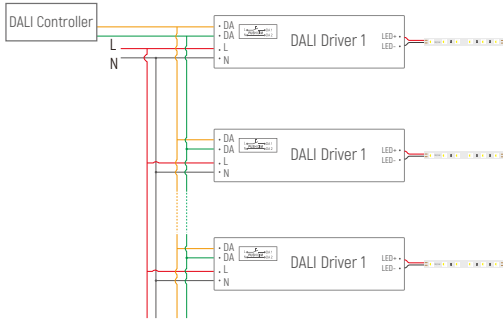 DALI Controller
L
N
DA
DA
L
N
DALI Driver 1
LED+
LED-
DA
DA
L
N
DALI Driver 1
LED+
LED-
DA
DA
L
N
DALI Driver 1
LED+
LED-